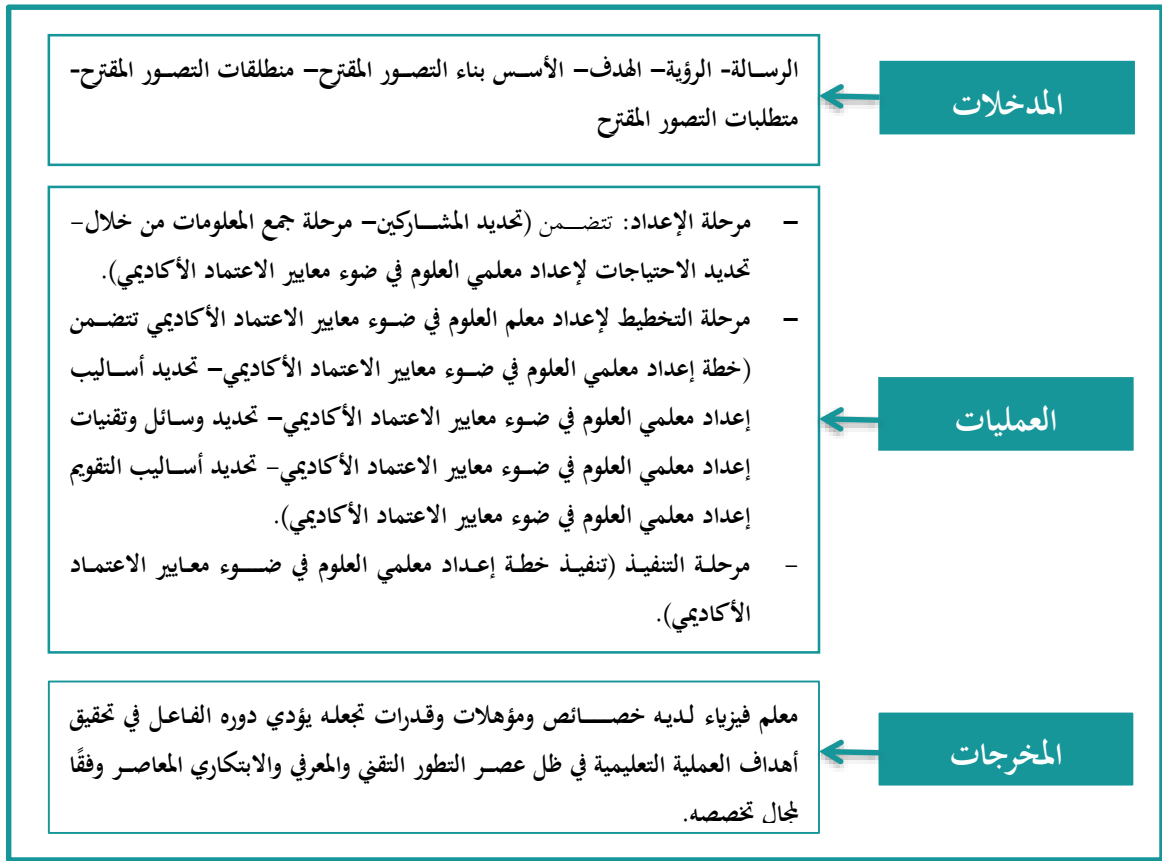 المدخلات
الرسالة- الرؤية– الهدف– الأسس بناء التصور المقترح– منطلقات التصور المقترح-
متطلبات التصور المقترح
العمليات
– مرحلة الإعداد: تتضمن (تحديد المشاركين– مرحلة جمع المعلومات من خلال-
تحديد الاحتياجات لإعداد معلمي العلوم في ضوء معايير الاعتماد الأكاديمي).
– مرحلة التخطيط لإعداد معلم العلوم في ضوء معايير الاعتماد الأكاديمي تتضمن
(خطة إعداد معلمي العلوم في ضوء معايير الاعتماد الأكاديمي– تحديد أساليب
إعداد معلمي العلوم في ضوء معايير الاعتماد الأكاديمي– تحديد وسائل وتقنيات
إعداد معلمي العلوم في ضوء معايير الاعتماد الأكاديمي- تحديد أساليب التقويم
إعداد معلمي العلوم في ضوء معايير الاعتماد الأكاديمي).
- مرحلة التنفيذ (تنفيذ خطة إعداد معلمي العلوم في ضوء معايير الاعتماد
الأكاديمي).
المخرجات
معلم فيزياء لديه خصائص ومؤهلات وقدرات تجعله يؤدي دوره الفاعل في تحقيق
أهداف العملية التعليمية في ظل عصر التطور التقني والمعرفي والابتكاري المعاصر وفقًا
لمجال تخصصه.